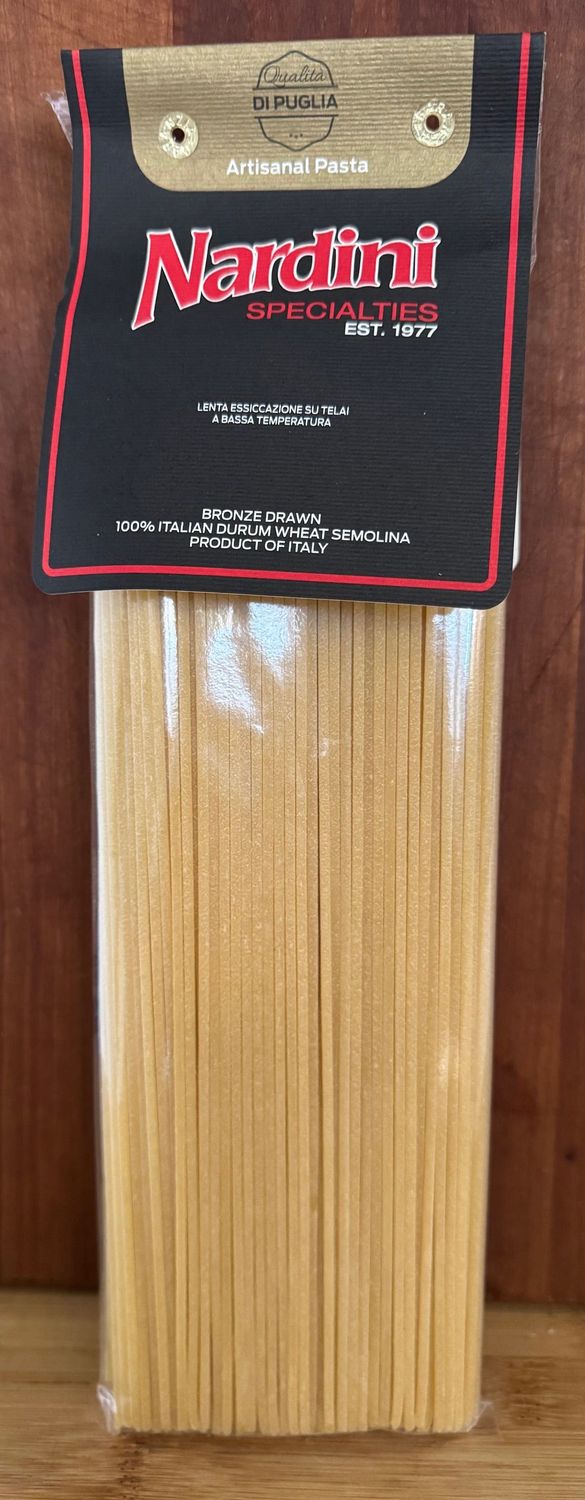 Qualità
DI PUGLIA
Artisanal Pasta
Nardini
SPECIALTIES
EST. 1977
LENTA ESSICCAZIONE SU TELAI
A BASSA TEMPERATURA
BRONZE DRAWN
100% ITALIAN DURUM WHEAT SEMOLINA
PRODUCT OF ITALY